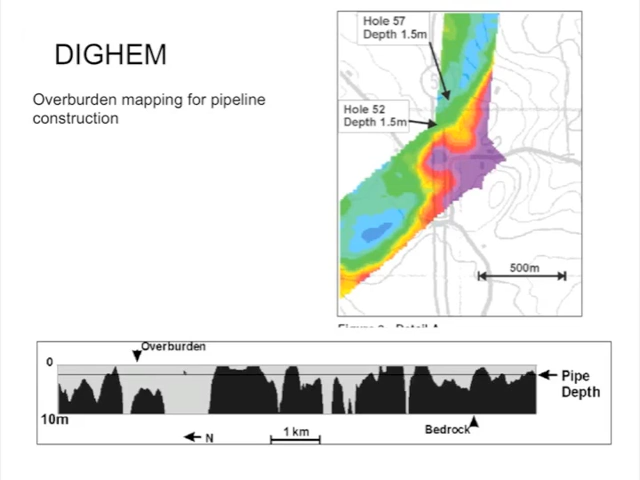 DIGHEM
Overburden mapping for pipeline
construction
Hole 57
Depth 1.5m
Hole 52
Depth 1.5m
500m
Overburden
0
Pipe
Depth
10m
N
1 km
Bedrock